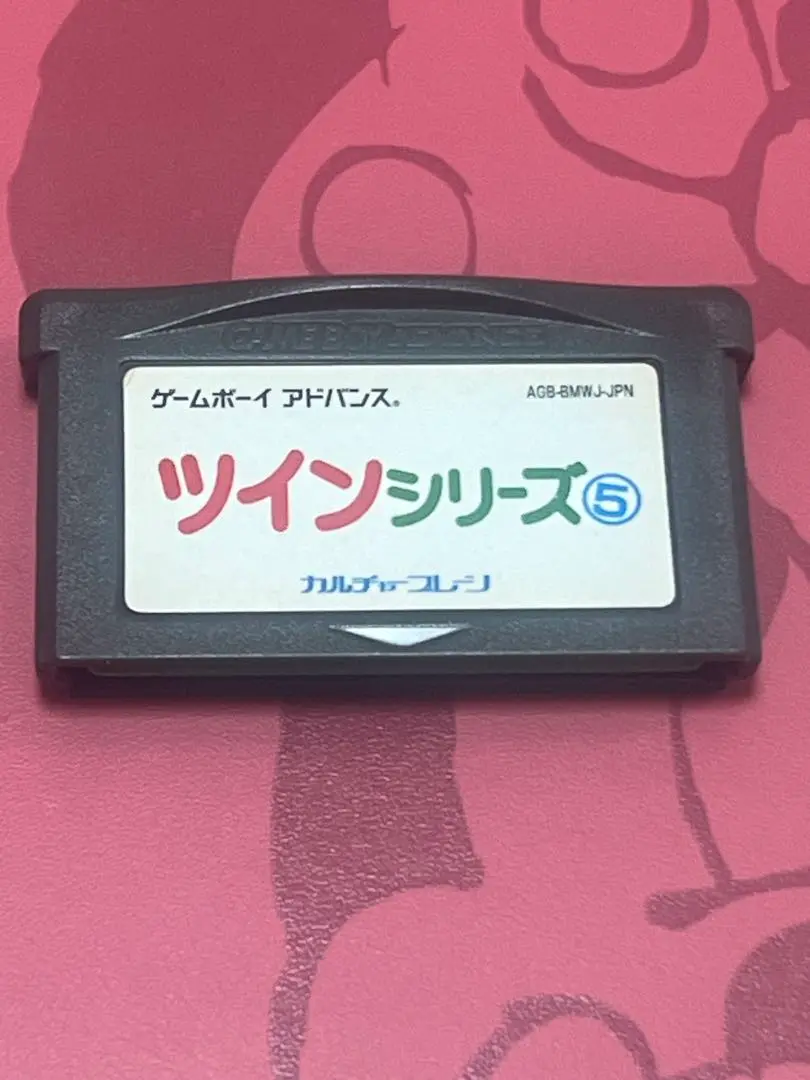 GAME BOY ADVANCE
ゲームボーイ アドバンス®
AGB-BMWJ-JPN
ツインシリーズ⑤
カルチャーブレーン